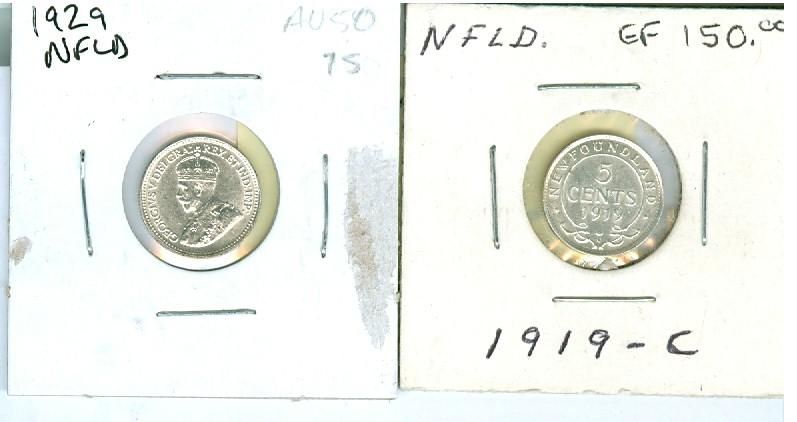 1929
NFLD
AU50
75
GEORGIVS V DEI GRA: REX ET IND: IMP:
NFLD. EF 150.00
NEWFOUNDLAND
5
CENTS
1919
1919-C